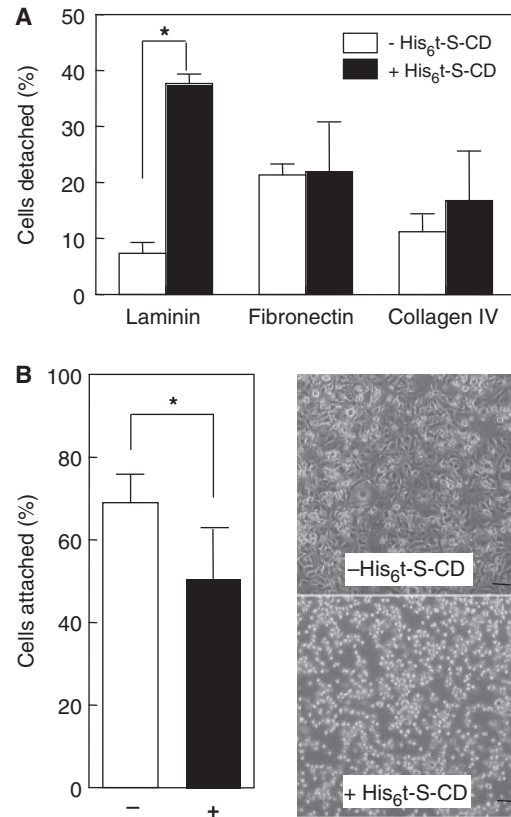 A
Cells detached (%)
50
40
30
20
10
0
*
- His₆t-S-CD
+ His₆t-S-CD
Laminin Fibronectin Collagen IV
B
Cells attached (%)
100
80
60
40
20
0
*
– +
–His₆t-S-CD
+ His₆t-S-CD